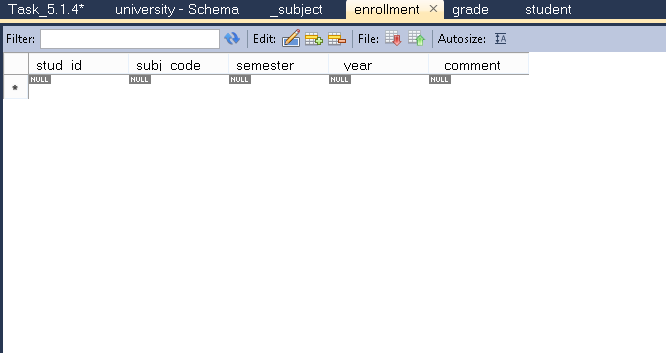 Task_5.1.4* university - Schema _subject enrollment × grade student
Filter: Edit: File: Autosize: IA
stud_id subj_code semester year comment
* NULL NULL NULL NULL NULL